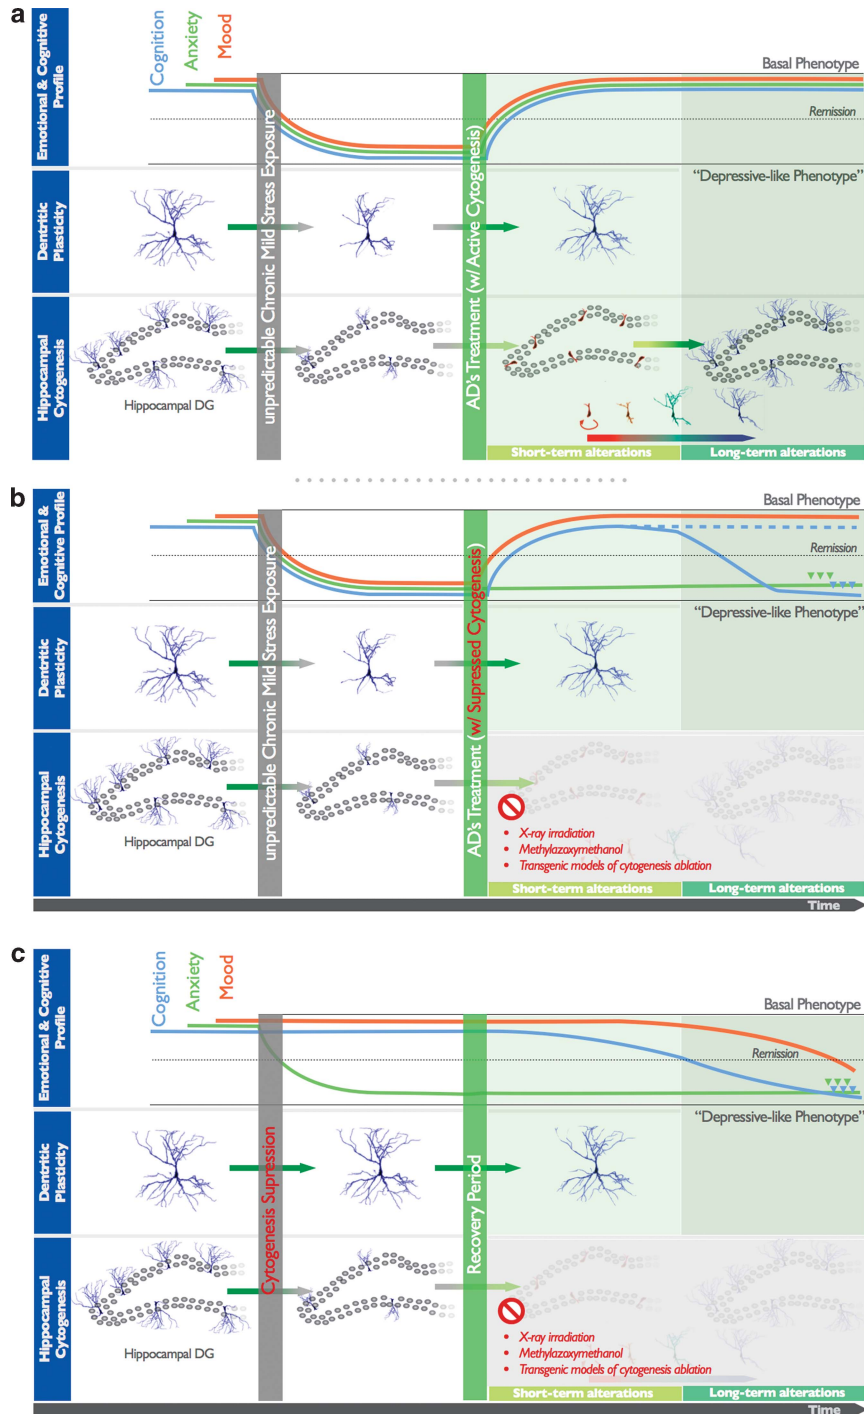 a
Emotional & Cognitive
Profile
Cognition
Anxiety
Mood
Basal Phenotype
Remission
"Depressive-like Phenotype"
unpredictable Chronic Mild Stress Exposure
AD's Treatment (w/ Active Cytogenesis)
Dentritic
Plasticity
Hippocampal
Cytogenesis
Hippocampal DG
Short-term alterations
Long-term alterations
b
Emotional &
Cognitive Profile
Basal Phenotype
Remission
"Depressive-like Phenotype"
unpredictable Chronic Mild Stress Exposure
AD's Treatment (w/ Supressed Cytogenesis)
Dentritic
Plasticity
Hippocampal
Cytogenesis
Hippocampal DG
• X-ray irradiation
• Methylazoxymethanol
• Transgenic models of cytogenesis ablation
Short-term alterations
Long-term alterations
Time
c
Emotional & Cognitive
Profile
Cognition
Anxiety
Mood
Basal Phenotype
Remission
"Depressive-like Phenotype"
Cytogenesis Supression
Recovery Period
Dentritic
Plasticity
Hippocampal
Cytogenesis
Hippocampal DG
• X-ray irradiation
• Methylazoxymethanol
• Transgenic models of cytogenesis ablation
Short-term alterations
Long-term alterations
Time